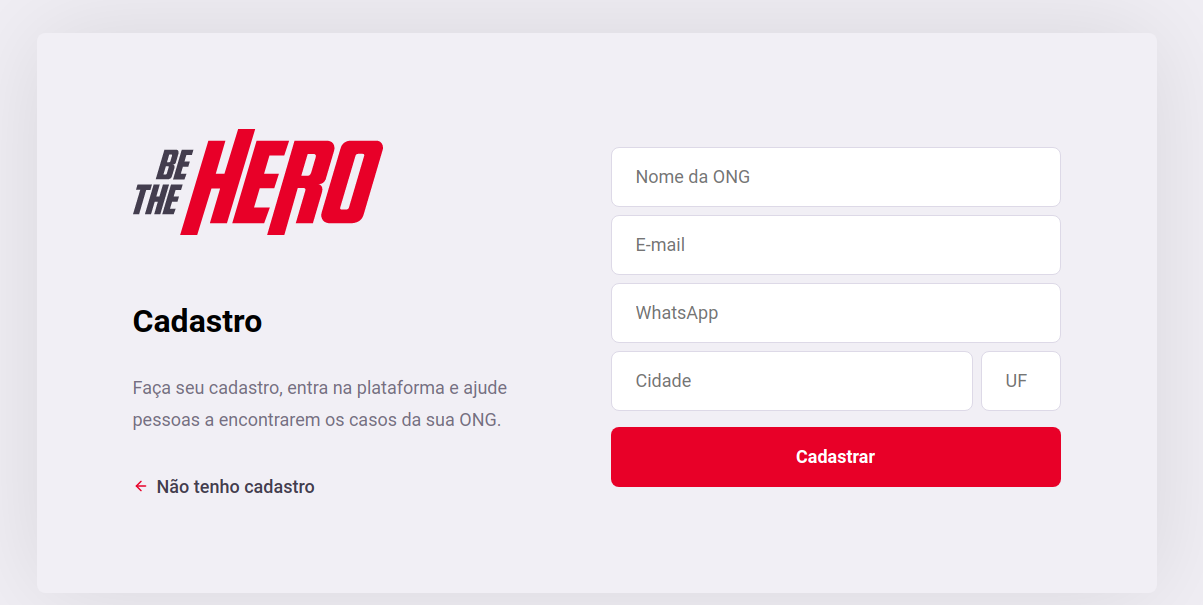 BE
THE
HERO
Cadastro
Faça seu cadastro, entra na plataforma e ajude
pessoas a encontrarem os casos da sua ONG.
Não tenho cadastro
Nome da ONG
E-mail
WhatsApp
Cidade
UF
Cadastrar